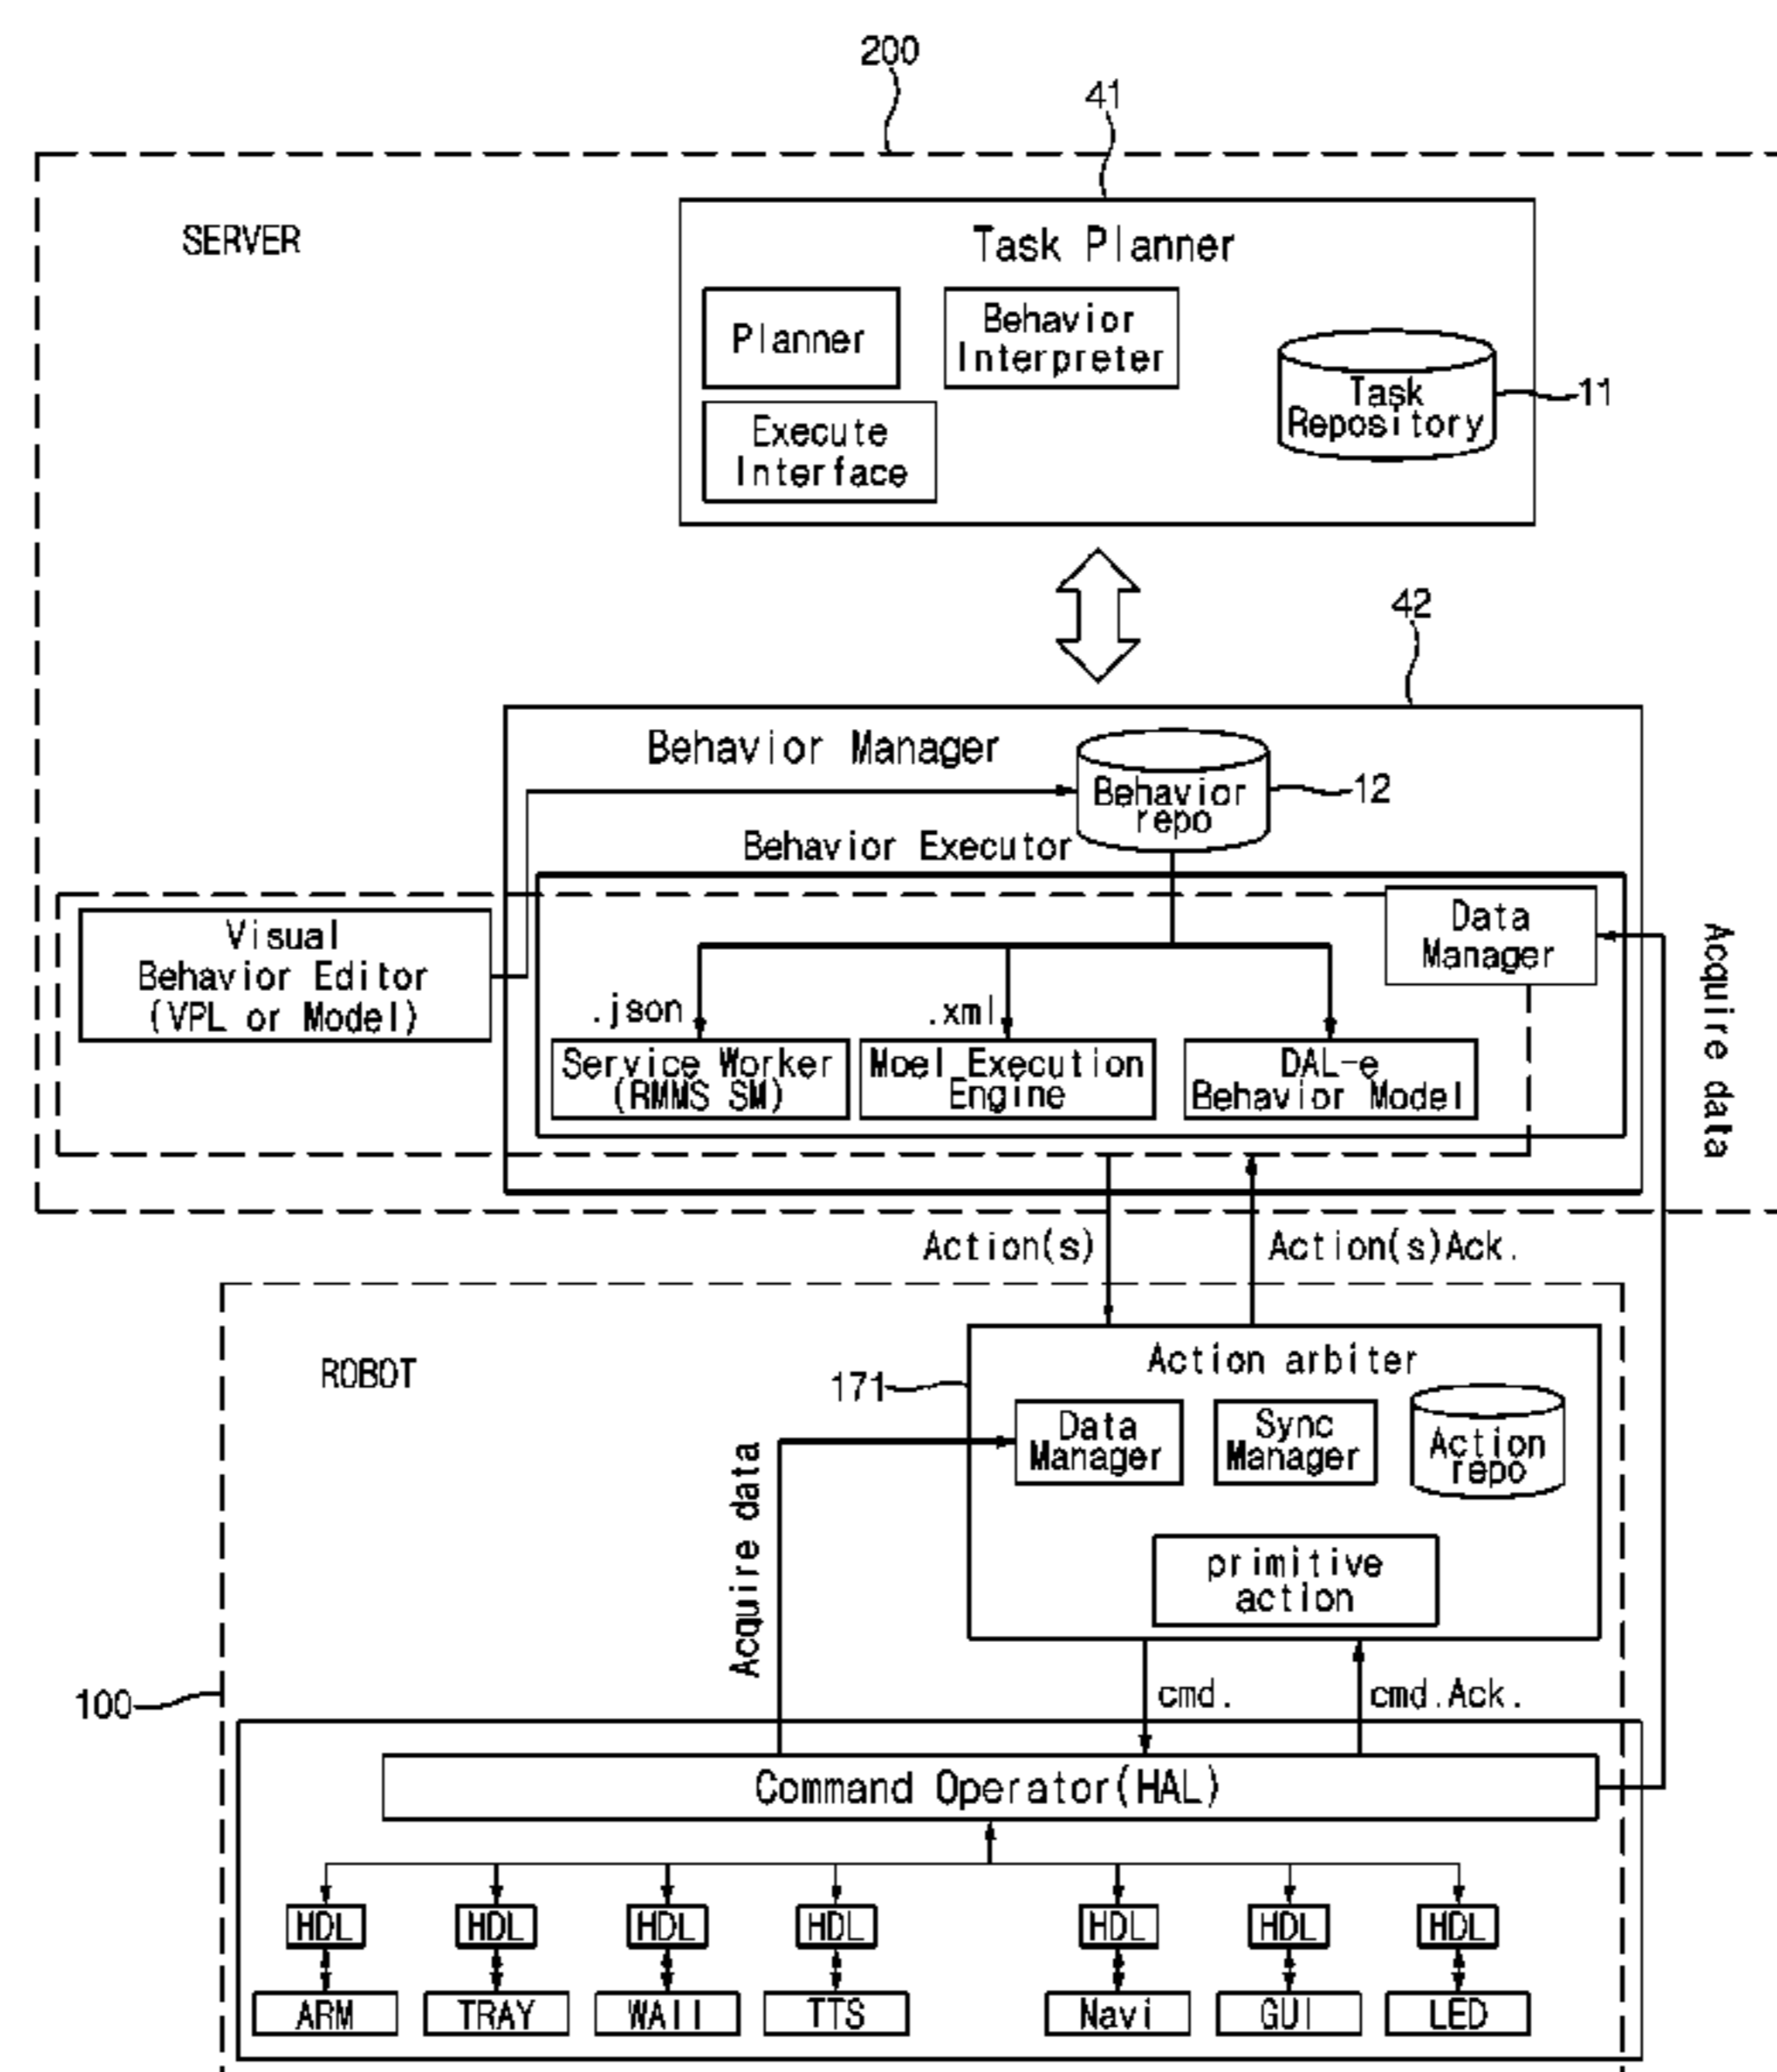 200
41
SERVER
Task Planner
Planner
Behavior
Interpreter
Execute
Interface
Task
Repository
11
42
Behavior Manager
Behavior
repo
12
Behavior Executor
Visual
Behavior Editor
(VPL or Model)
Data
Manager
Acquire data
.json
.xml
Service Worker
(RMMS SM)
Moel Execution
Engine
DAL-e
Behavior Model
Action(s)
Action(s)Ack.
ROBOT
171
Action arbiter
Data
Manager
Sync
Manager
Action
repo
Acquire data
primitive
action
100
cmd.
cmd.Ack.
Command Operator(HAL)
HDL
HDL
HDL
HDL
HDL
HDL
HDL
ARM
TRAY
WAII
TTS
Navi
GUI
LED